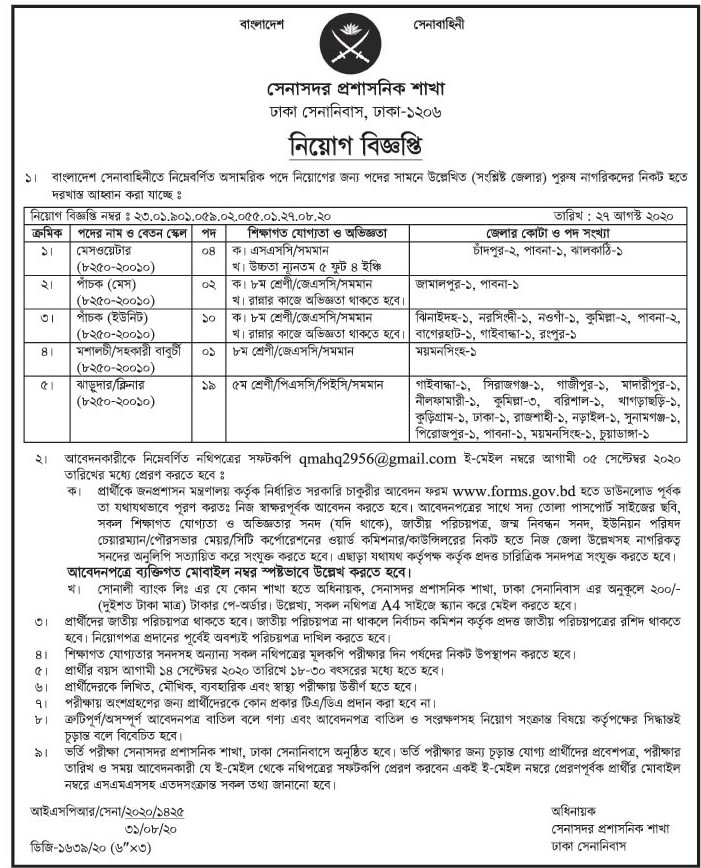 বাংলাদেশ সেনাবাহিনী
সেনাসদর প্রশাসনিক শাখা
ঢাকা সেনানিবাস, ঢাকা-১২০৬
নিয়োগ বিজ্ঞপ্তি
১। বাংলাদেশ সেনাবাহিনীতে নিম্নেবর্ণিত অসামরিক পদে নিয়োগের জন্য পদের সামনে উল্লেখিত (সংশ্লিষ্ট জেলার) পুরুষ নাগরিকদের নিকট হতে
দরখাস্ত আহ্বান করা যাচ্ছে ঃ
নিয়োগ বিজ্ঞপ্তি নম্বর ঃ ২৩.০১.৯০১.০৫৯.০২.০৫৫.০১.২৭.০৮.২০ তারিখ : ২৭ আগস্ট ২০২০
ক্রমিক পদের নাম ও বেতন স্কেল পদ শিক্ষাগত যোগ্যতা ও অভিজ্ঞতা জেলার কোটা ও পদ সংখ্যা
১। মেসওয়েটার ০৪ ক। এসএসসি/সমমান চাঁদপুর-২, পাবনা-১, ঝালকাঠি-১
(৮২৫০-২০০১০) খ। উচ্চতা ন্যূনতম ৫ ফুট ৪ ইঞ্চি
২। পাঁচক (মেস) ০২ ক। ৮ম শ্রেণী/জেএসসি/সমমান জামালপুর-১, পাবনা-১
(৮২৫০-২০০১০) খ। রান্নার কাজে অভিজ্ঞতা থাকতে হবে।
৩। পাঁচক (ইউনিট) ১০ ক। ৮ম শ্রেণী/জেএসসি/সমমান ঝিনাইদহ-১, নরসিংদী-১, নওগাঁ-১, কুমিল্লা-২, পাবনা-২,
(৮২৫০-২০০১০) খ। রান্নার কাজে অভিজ্ঞতা থাকতে হবে। বাগেরহাট-১, গাইবান্ধা-১, রংপুর-১
৪। মশালচী/সহকারী বাবুর্চী ০১ ৮ম শ্রেণী/জেএসসি/সমমান ময়মনসিংহ-১
(৮২৫০-২০০১০)
৫। ঝাড়ুদার/ক্লিনার ১৯ ৫ম শ্রেণী/পিএসসি/পিইসি/সমমান গাইবান্ধা-১, সিরাজগঞ্জ-১, গাজীপুর-১, মাদারীপুর-১,
(৮২৫০-২০০১০) নীলফামারী-১, কুমিল্লা-৩, বরিশাল-১, খাগড়াছড়ি-১,
কুড়িগ্রাম-১, ঢাকা-১, রাজশাহী-১, নড়াইল-১, সুনামগঞ্জ-১,
পিরোজপুর-১, পাবনা-১, ময়মনসিংহ-১, চুয়াডাঙ্গা-১
২। আবেদনকারীকে নিম্নেবর্ণিত নথিপত্রের সফটকপি qmahq2956@gmail.com ই-মেইল নম্বরে আগামী ০৫ সেপ্টেম্বর ২০২০
তারিখের মধ্যে প্রেরণ করতে হবে ঃ
ক। প্রার্থীকে জনপ্রশাসন মন্ত্রণালয় কর্তৃক নির্ধারিত সরকারি চাকুরীর আবেদন ফরম www.forms.gov.bd হতে ডাউনলোড পূর্বক
তা যথাযথভাবে পূরণ করতঃ নিজ স্বাক্ষরপূর্বক আবেদন করতে হবে। আবেদনপত্রের সাথে সদ্য তোলা পাসপোর্ট সাইজের ছবি,
সকল শিক্ষাগত যোগ্যতা ও অভিজ্ঞতার সনদ (যদি থাকে), জাতীয় পরিচয়পত্র, জন্ম নিবন্ধন সনদ, ইউনিয়ন পরিষদ
চেয়ারম্যান/পৌরসভার মেয়র/সিটি কর্পোরেশনের ওয়ার্ড কমিশনার/কাউন্সিলরের নিকট হতে নিজ জেলা উল্লেখসহ নাগরিকত্ব
সনদের অনুলিপি সত্যায়িত করে সংযুক্ত করতে হবে। এছাড়া যথাযথ কর্তৃপক্ষ কর্তৃক প্রদত্ত চারিত্রিক সনদপত্র সংযুক্ত করতে হবে।
আবেদনপত্রে ব্যক্তিগত মোবাইল নম্বর স্পষ্টভাবে উল্লেখ করতে হবে।
খ। সোনালী ব্যাংক লিঃ এর যে কোন শাখা হতে অধিনায়ক, সেনাসদর প্রশাসনিক শাখা, ঢাকা সেনানিবাস এর অনুকূলে ২০০/-
(দুইশত টাকা মাত্র) টাকার পে-অর্ডার। উল্লেখ্য, সকল নথিপত্র A4 সাইজে স্ক্যান করে মেইল করতে হবে।
৩। প্রার্থীদের জাতীয় পরিচয়পত্র থাকতে হবে। জাতীয় পরিচয়পত্র না থাকলে নির্বাচন কমিশন কর্তৃক প্রদত্ত জাতীয় পরিচয়পত্রের রশিদ থাকতে
হবে। নিয়োগপত্র প্রদানের পূর্বেই অবশ্যই পরিচয়পত্র দাখিল করতে হবে।
৪। শিক্ষাগত যোগ্যতার সনদসহ অন্যান্য সকল নথিপত্রের মূলকপি পরীক্ষার দিন পর্ষদের নিকট উপস্থাপন করতে হবে।
৫। প্রার্থীর বয়স আগামী ১৪ সেপ্টেম্বর ২০২০ তারিখে ১৮-৩০ বৎসরের মধ্যে হতে হবে।
৬। প্রার্থীদেরকে লিখিত, মৌখিক, ব্যবহারিক এবং স্বাস্থ্য পরীক্ষায় উত্তীর্ণ হতে হবে।
৭। পরীক্ষায় অংশগ্রহণের জন্য প্রার্থীদেরকে কোন প্রকার টিএ/ডিএ প্রদান করা হবে না।
৮। ত্রুটিপূর্ণ/অসম্পূর্ণ আবেদনপত্র বাতিল বলে গণ্য এবং আবেদনপত্র বাতিল ও সংরক্ষণসহ নিয়োগ সংক্রান্ত বিষয়ে কর্তৃপক্ষের সিদ্ধান্তই
চূড়ান্ত বলে বিবেচিত হবে।
৯। ভর্তি পরীক্ষা সেনাসদর প্রশাসনিক শাখা, ঢাকা সেনানিবাসে অনুষ্ঠিত হবে। ভর্তি পরীক্ষার জন্য চূড়ান্ত যোগ্য প্রার্থীদের প্রবেশপত্র, পরীক্ষার
তারিখ ও সময় আবেদনকারী যে ই-মেইল থেকে নথিপত্রের সফটকপি প্রেরণ করবেন একই ই-মেইল নম্বরে প্রেরণপূর্বক প্রার্থীর মোবাইল
নম্বরে এসএমএসসহ এতদসংক্রান্ত সকল তথ্য জানানো হবে।
আইএসপিআর/সেনা/২০২০/১৪২৫ অধিনায়ক
৩১/০৮/২০ সেনাসদর প্রশাসনিক শাখা
ডিজি-১৬৩৯/২০ (৬″×৩) ঢাকা সেনানিবাস